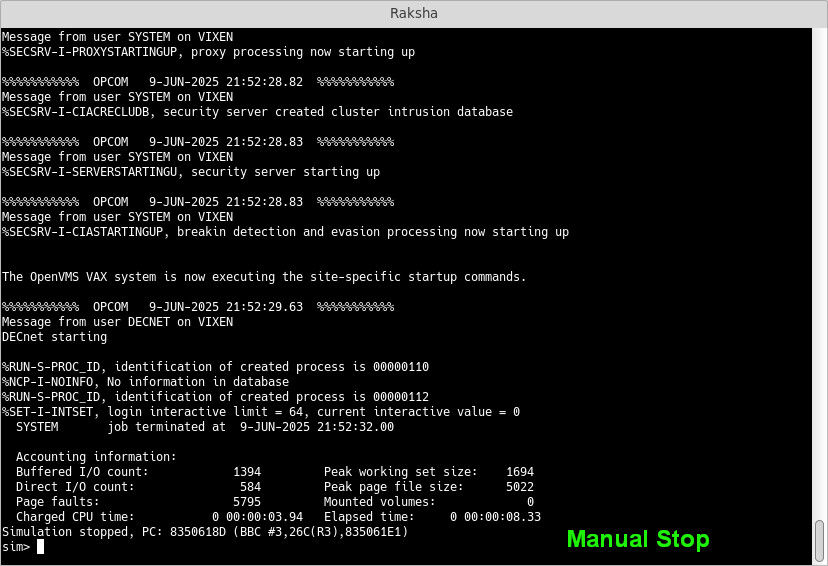 Raksha
Message from user SYSTEM on VIXEN
%SECSRV-I-PROXYSTARTINGUP, proxy processing now starting up
%%%%%%%%%%%  OPCOM   9-JUN-2025 21:52:28.82  %%%%%%%%%%%
Message from user SYSTEM on VIXEN
%SECSRV-I-CIACRECLUDB, security server created cluster intrusion database
%%%%%%%%%%%  OPCOM   9-JUN-2025 21:52:28.83  %%%%%%%%%%%
Message from user SYSTEM on VIXEN
%SECSRV-I-SERVERSTARTINGU, security server starting up
%%%%%%%%%%%  OPCOM   9-JUN-2025 21:52:28.83  %%%%%%%%%%%
Message from user SYSTEM on VIXEN
%SECSRV-I-CIASTARTINGUP, breakin detection and evasion processing now starting up
The OpenVMS VAX system is now executing the site-specific startup commands.
%%%%%%%%%%%  OPCOM   9-JUN-2025 21:52:29.63  %%%%%%%%%%%
Message from user DECNET on VIXEN
DECnet starting
%RUN-S-PROC_ID, identification of created process is 00000110
%NCP-I-NOINFO, No information in database
%RUN-S-PROC_ID, identification of created process is 00000112
%SET-I-INTSET, login interactive limit = 64, current interactive value = 0
  SYSTEM       job terminated at  9-JUN-2025 21:52:32.00
  Accounting information:
  Buffered I/O count:            1394         Peak working set size:    1694
  Direct I/O count:               584         Peak page file size:      5022
  Page faults:                   5795         Mounted volumes:             0
  Charged CPU time:           0 00:00:03.94   Elapsed time:     0 00:00:08.33
Simulation stopped, PC: 8350618D (BBC #3,26C(R3),835061E1)
sim>
Manual Stop